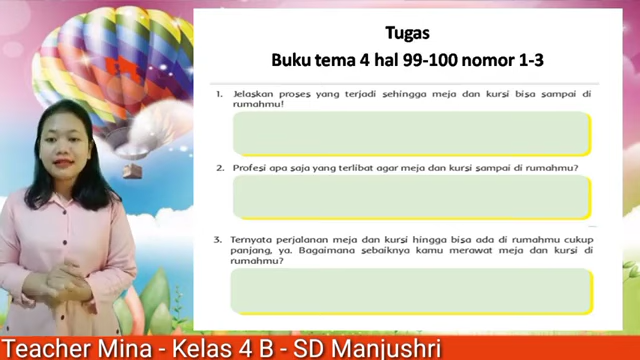 Tugas
Buku tema 4 hal 99-100 nomor 1-3
1. Jelaskan proses yang terjadi sehingga meja dan kursi bisa sampai di
rumahmu!
2. Profesi apa saja yang terlibat agar meja dan kursi sampai di rumahmu?
3. Ternyata perjalanan meja dan kursi hingga bisa ada di rumahmu cukup
panjang, ya. Bagaimana sebaiknya kamu merawat meja dan kursi di
rumahmu?
Teacher Mina - Kelas 4 B - SD Manjushri